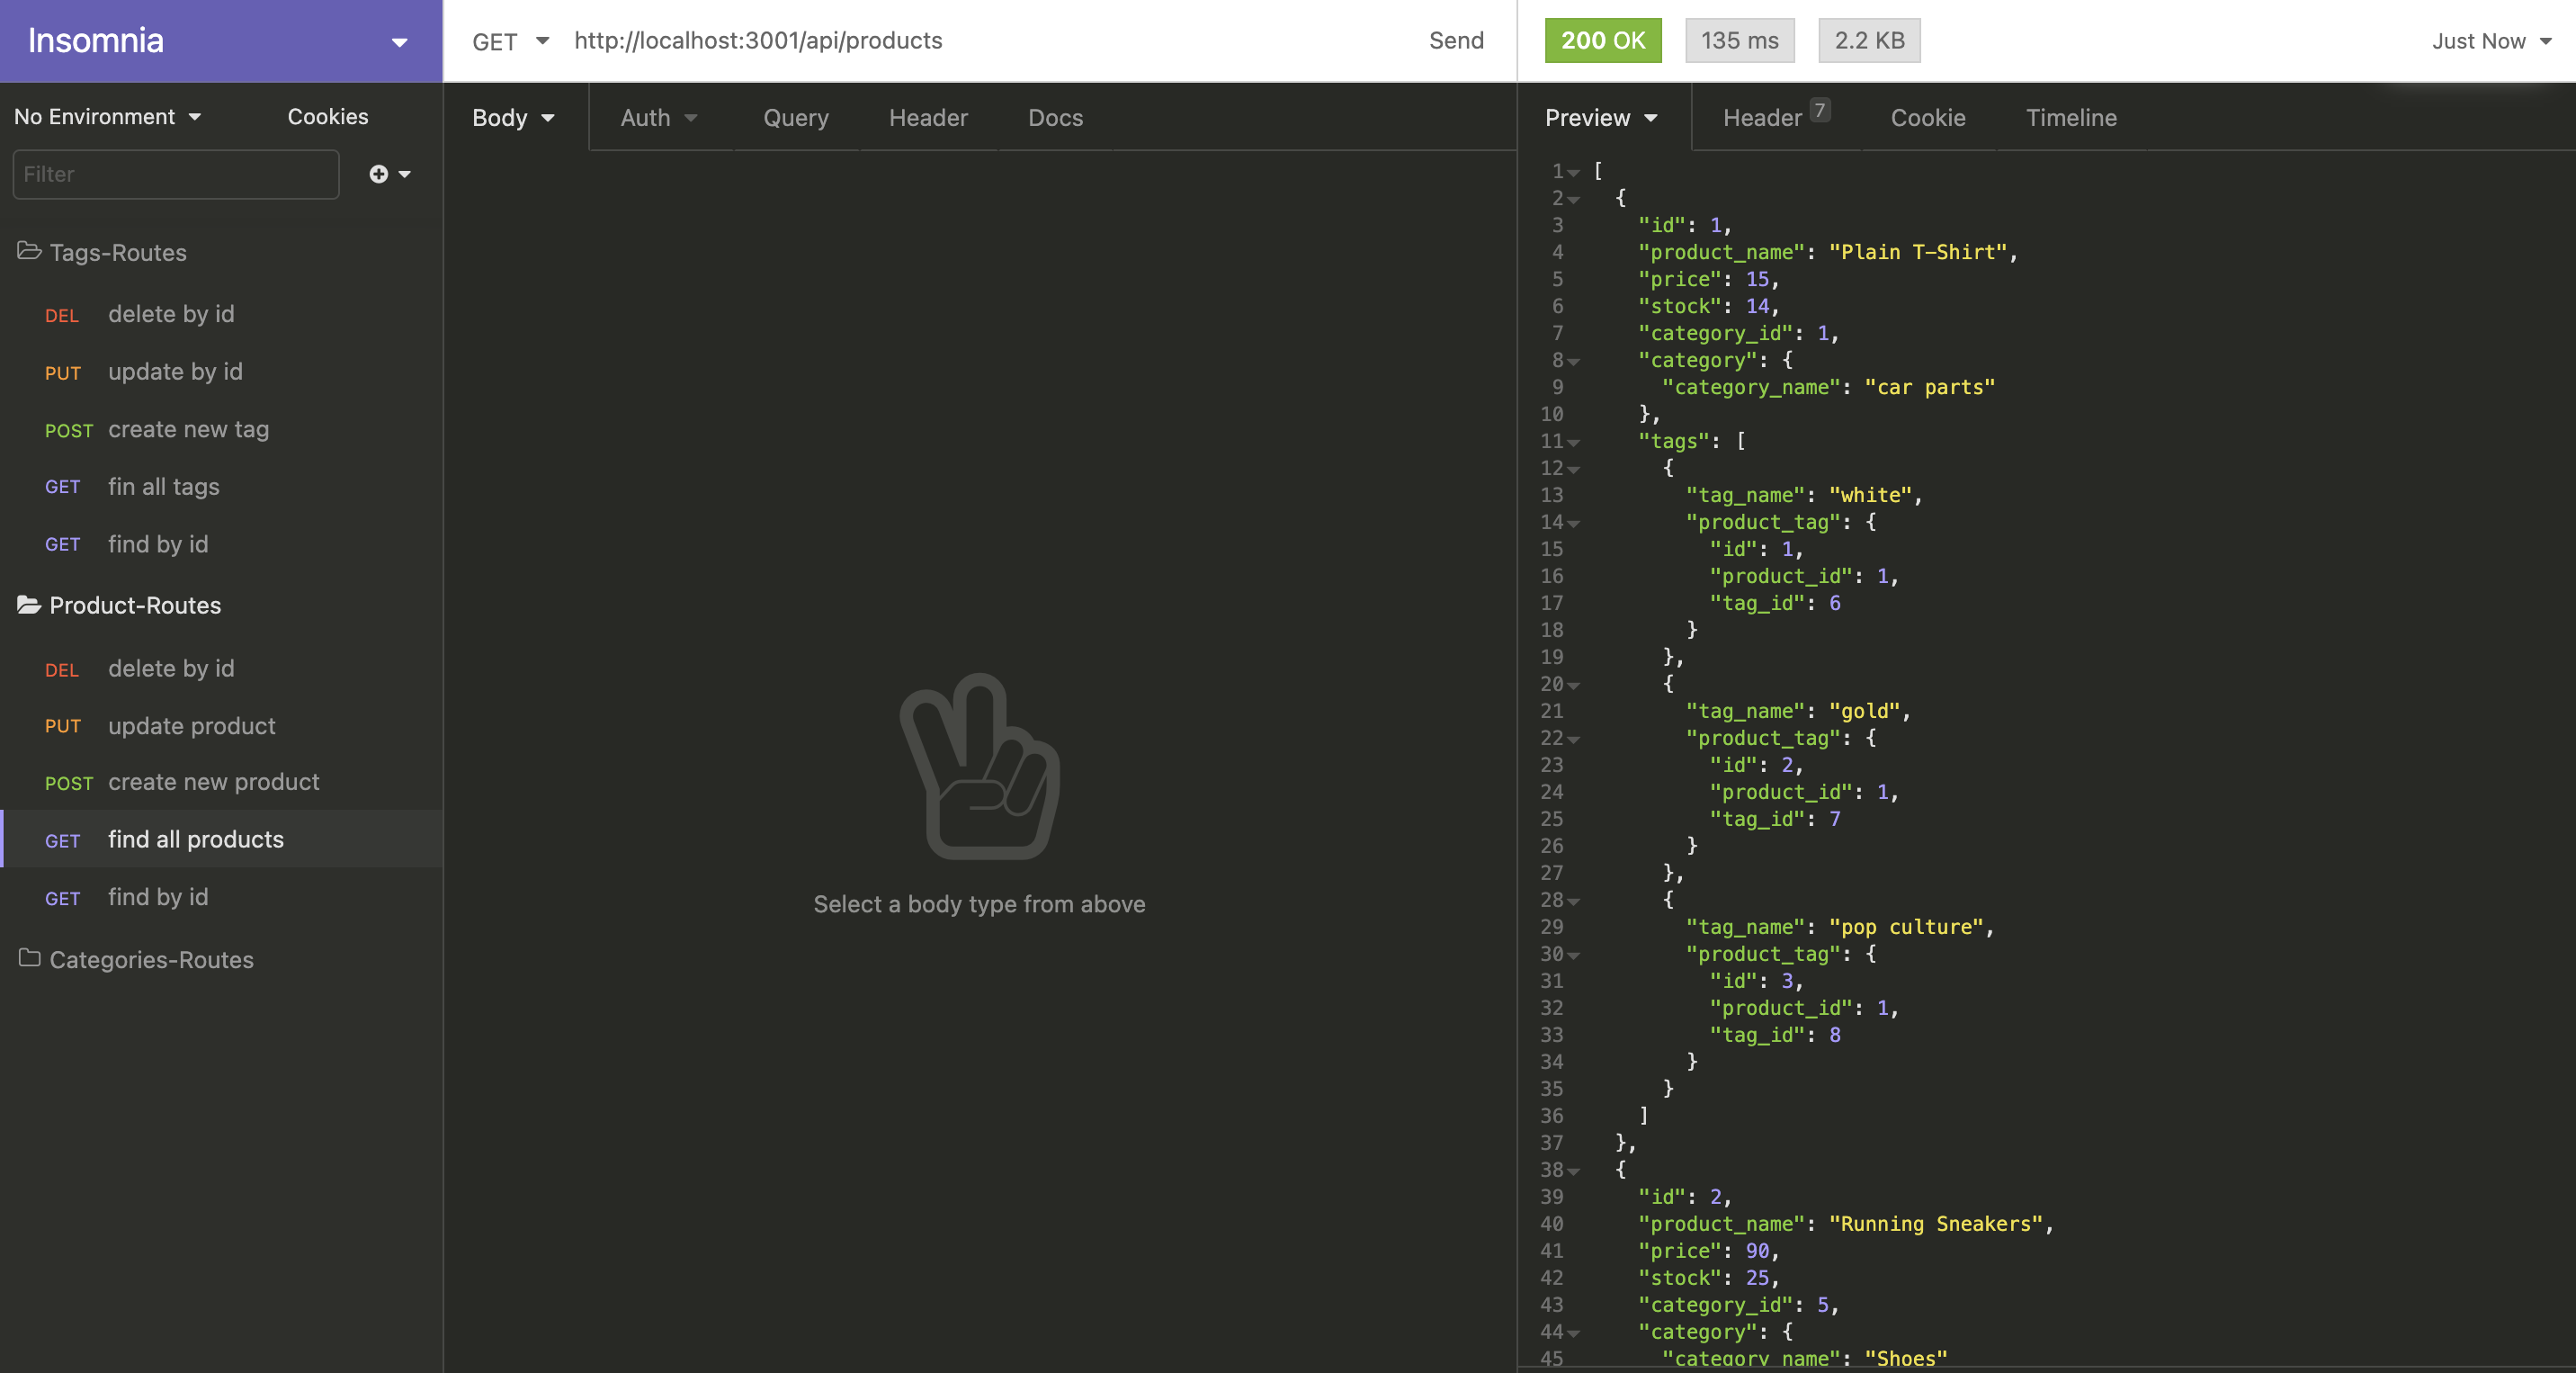 Insomnia
No Environment Cookies
Filter
Tags-Routes
DEL delete by id
PUT update by id
POST create new tag
GET fin all tags
GET find by id
Product-Routes
DEL delete by id
PUT update product
POST create new product
GET find all products
GET find by id
Categories-Routes
GET http://localhost:3001/api/products Send
Body Auth Query Header Docs
Select a body type from above
200 OK 135 ms 2.2 KB Just Now
Preview Header 7 Cookie Timeline
1 [
2 {
3 "id": 1,
4 "product_name": "Plain T-Shirt",
5 "price": 15,
6 "stock": 14,
7 "category_id": 1,
8 "category": {
9 "category_name": "car parts"
10 },
11 "tags": [
12 {
13 "tag_name": "white",
14 "product_tag": {
15 "id": 1,
16 "product_id": 1,
17 "tag_id": 6
18 }
19 },
20 {
21 "tag_name": "gold",
22 "product_tag": {
23 "id": 2,
24 "product_id": 1,
25 "tag_id": 7
26 }
27 },
28 {
29 "tag_name": "pop culture",
30 "product_tag": {
31 "id": 3,
32 "product_id": 1,
33 "tag_id": 8
34 }
35 }
36 ]
37 },
38 {
39 "id": 2,
40 "product_name": "Running Sneakers",
41 "price": 90,
42 "stock": 25,
43 "category_id": 5,
44 "category": {
45 "category_name": "Shoes"